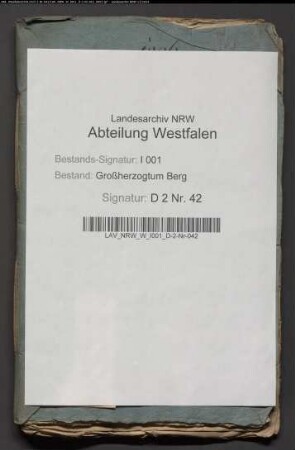 Landesarchiv NRW
Abteilung Westfalen
Bestands-Signatur: I 001
Bestand: Großherzogtum Berg
Signatur: D 2 Nr. 42
LAV_NRW_W_I001_D-2-Nr-042